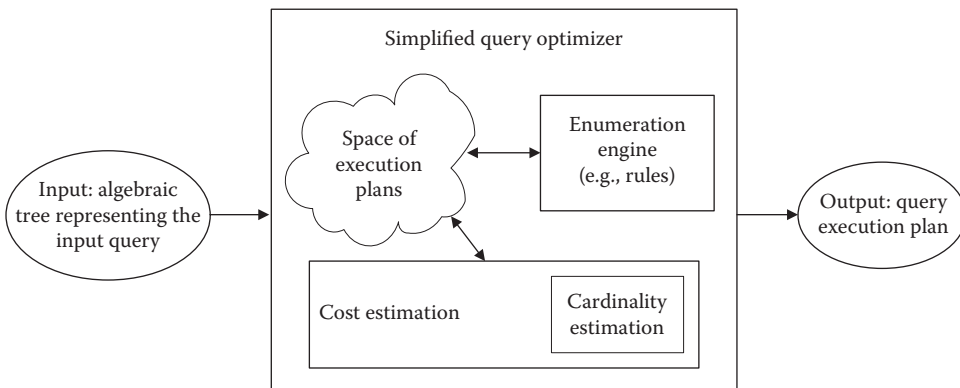 Simplified query optimizer
Space of
execution
plans
Enumeration
engine
(e.g., rules)
Input: algebraic
tree representing the
input query
Output: query
execution plan
Cost estimation
Cardinality
estimation